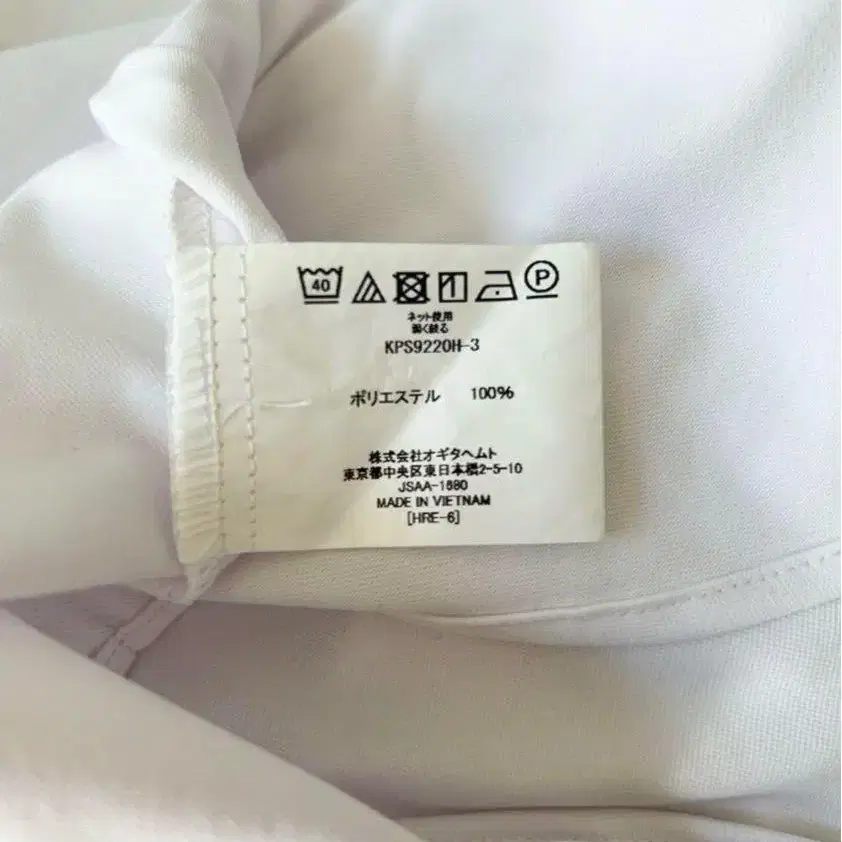 40 P
ネット使用
弱く絞る
KPS9220H-3
ポリエステル 100%
株式会社オギタヘムト
東京都中央区東日本橋2-5-10
JSAA-1680
MADE IN VIETNAM
[HRE-6]